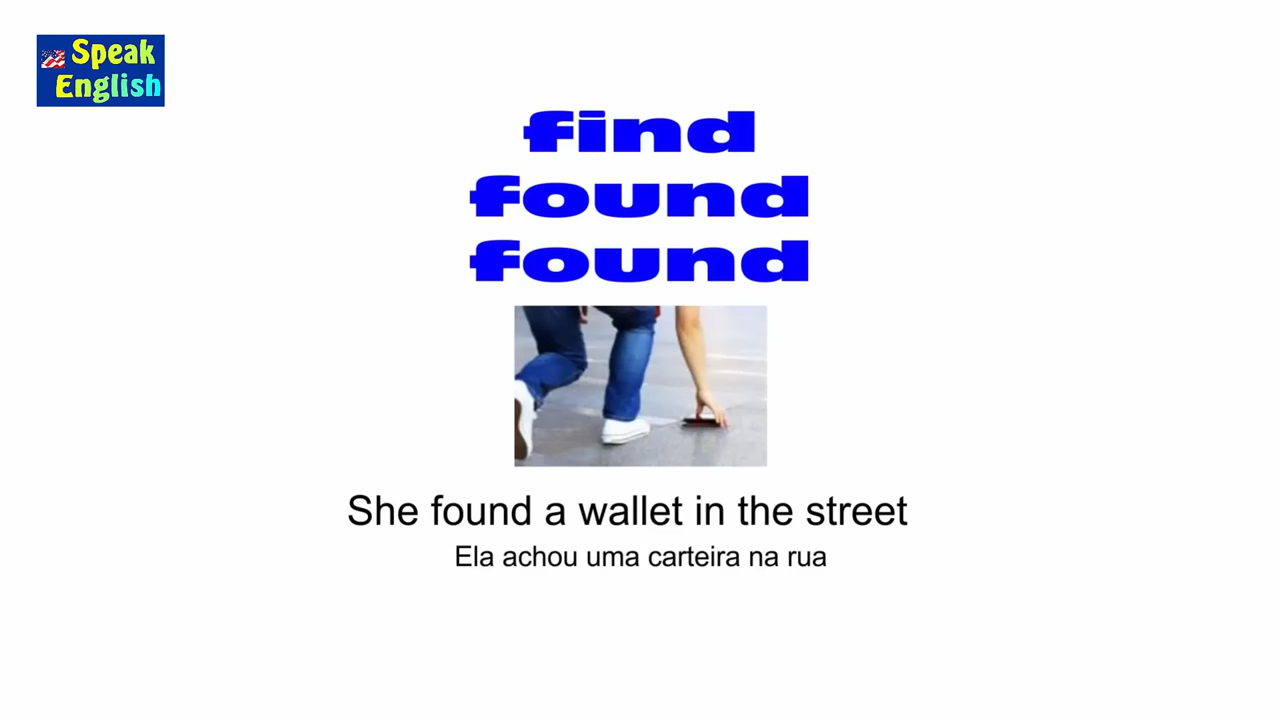 Speak
English
find
found
found
She found a wallet in the street
Ela achou uma carteira na rua